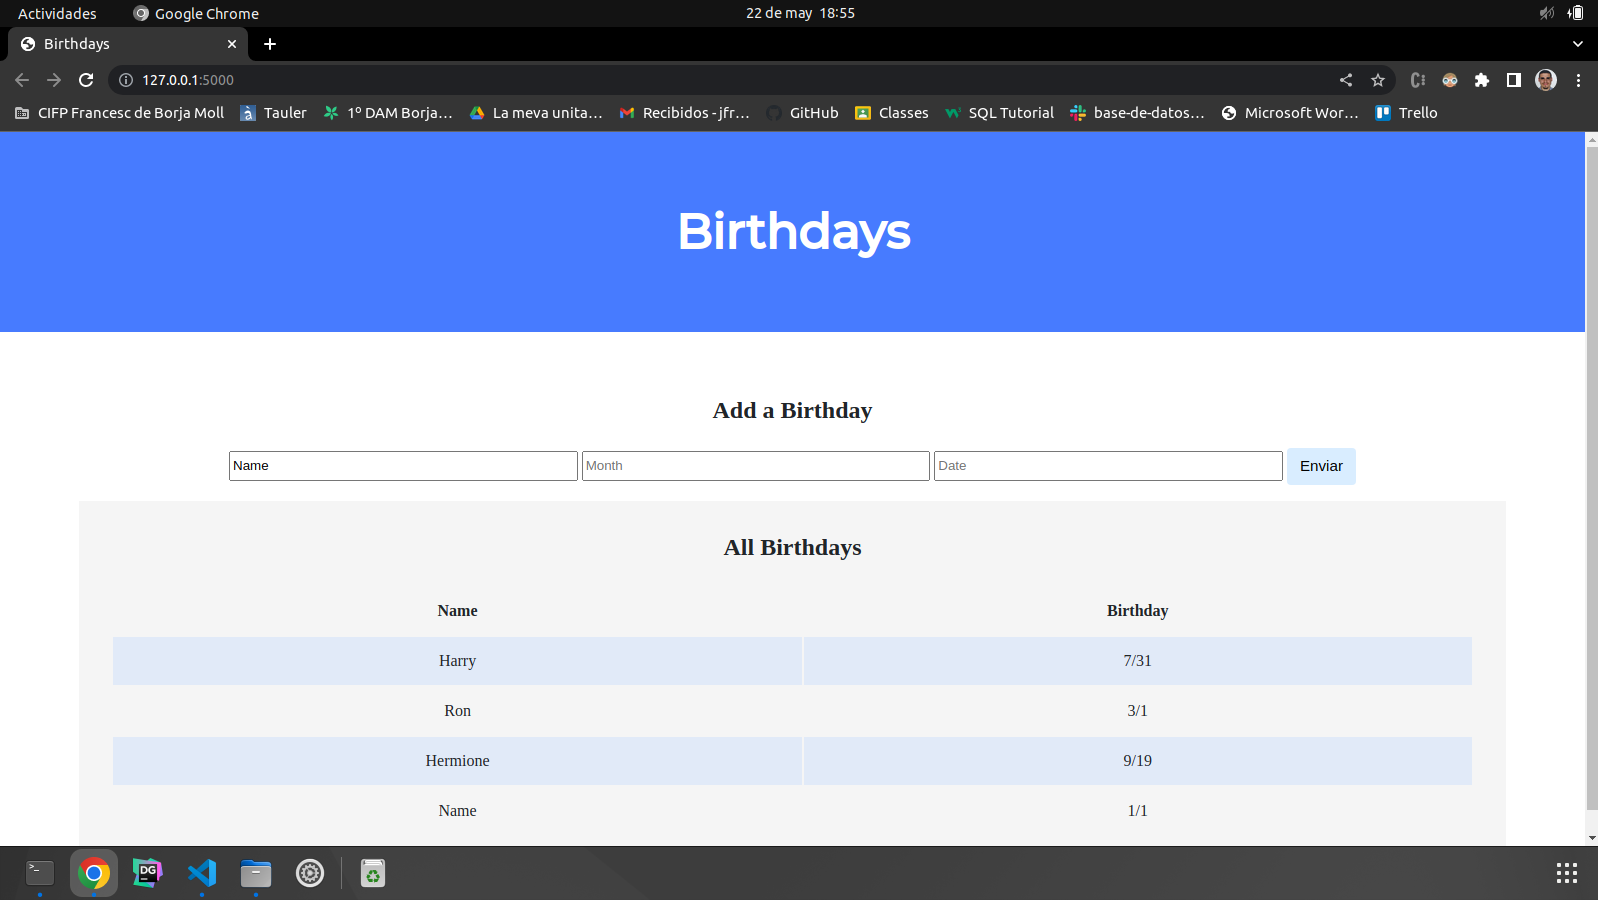 Actividades Google Chrome 22 de may 18:55
Birthdays
127.0.0.1:5000
CIFP Francesc de Borja Moll Tauler 1º DAM Borja... La meva unita... Recibidos - jfr... GitHub Classes SQL Tutorial base-de-datos... Microsoft Wor... Trello
Birthdays
Add a Birthday
Name Month Date Enviar
All Birthdays
Name Birthday
Harry 7/31
Ron 3/1
Hermione 9/19
Name 1/1
DG